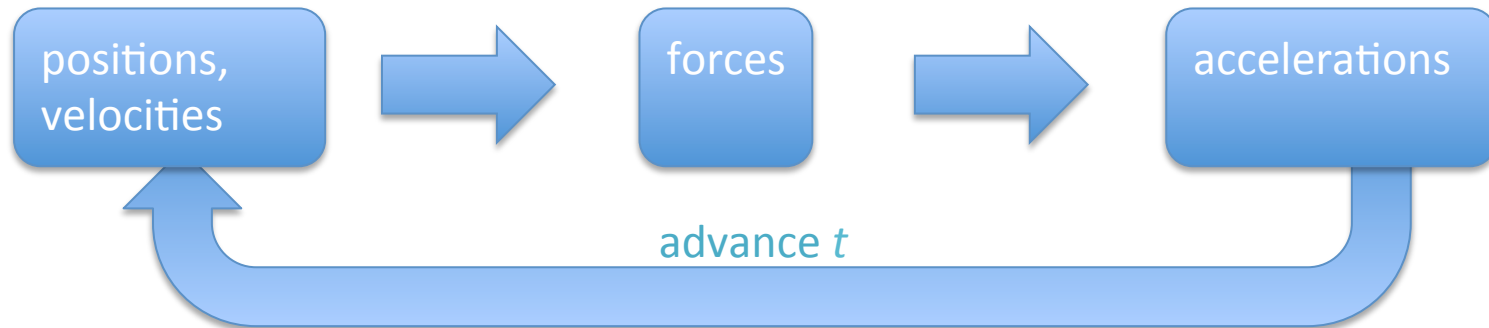 positions,
velocities
forces
accelerations
advance t